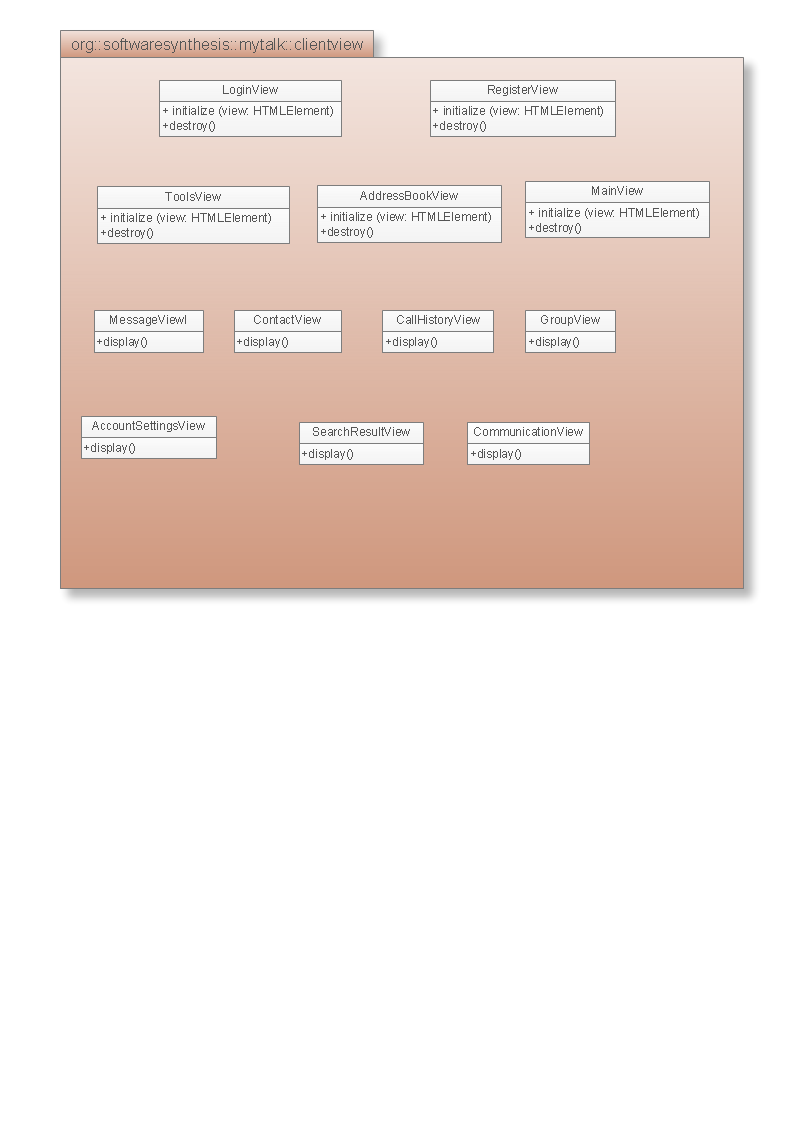 org::softwaresynthesis::mytalk::clientview
LoginView
+ initialize (view: HTMLElement)
+destroy()
RegisterView
+ initialize (view: HTMLElement)
+destroy()
ToolsView
+ initialize (view: HTMLElement)
+destroy()
AddressBookView
+ initialize (view: HTMLElement)
+destroy()
MainView
+ initialize (view: HTMLElement)
+destroy()
MessageViewI
+display()
ContactView
+display()
CallHistoryView
+display()
GroupView
+display()
AccountSettingsView
+display()
SearchResultView
+display()
CommunicationView
+display()